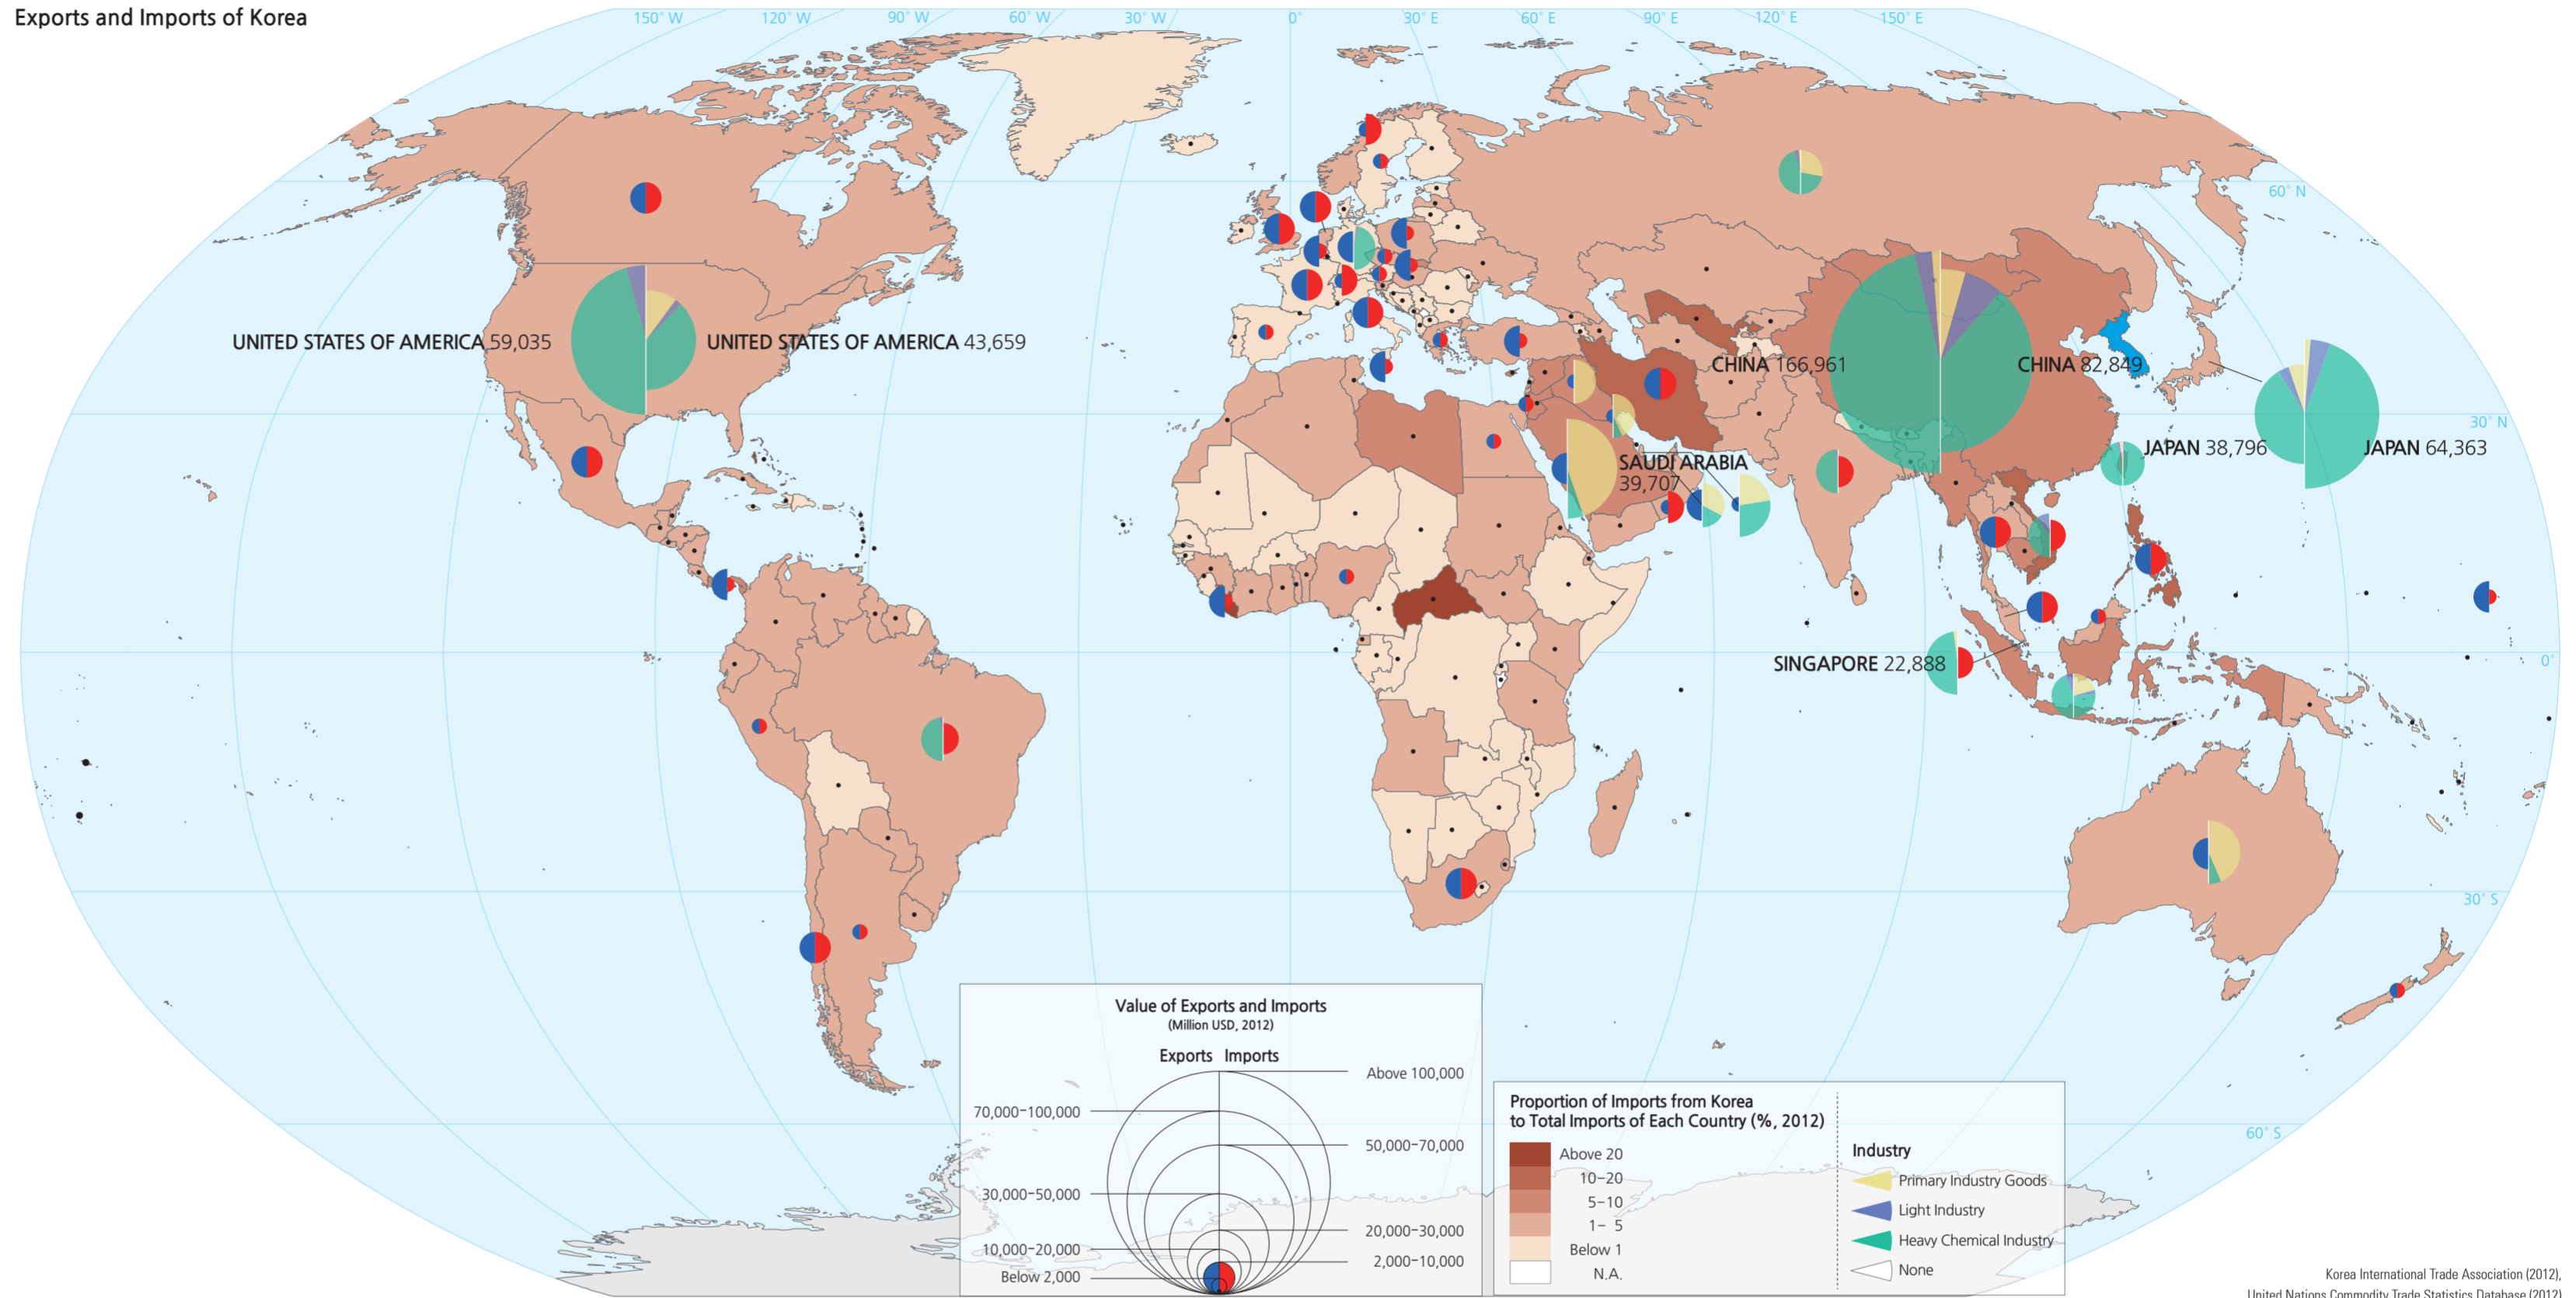 Exports and Imports of Korea
150° W
120° W
90° W
60° W
30° W
0°
30° E
60° E
90° E
120° E
150° E
60° N
UNITED STATES OF AMERICA 59,035
UNITED STATES OF AMERICA 43,659
CHINA 166,961
CHINA 82,849
30° N
JAPAN 38,796
JAPAN 64,363
SAUDI ARABIA
39,707
SINGAPORE 22,888
0°
30° S
60° S
Value of Exports and Imports
(Million USD, 2012)
Exports Imports
Above 100,000
70,000-100,000
50,000-70,000
30,000-50,000
20,000-30,000
10,000-20,000
2,000-10,000
Below 2,000
Proportion of Imports from Korea
to Total Imports of Each Country (%, 2012)
Above 20
10-20
5-10
1- 5
Below 1
N.A.
Industry
Primary Industry Goods
Light Industry
Heavy Chemical Industry
None
Korea International Trade Association (2012),
United Nations Commodity Trade Statistics Database (2012)